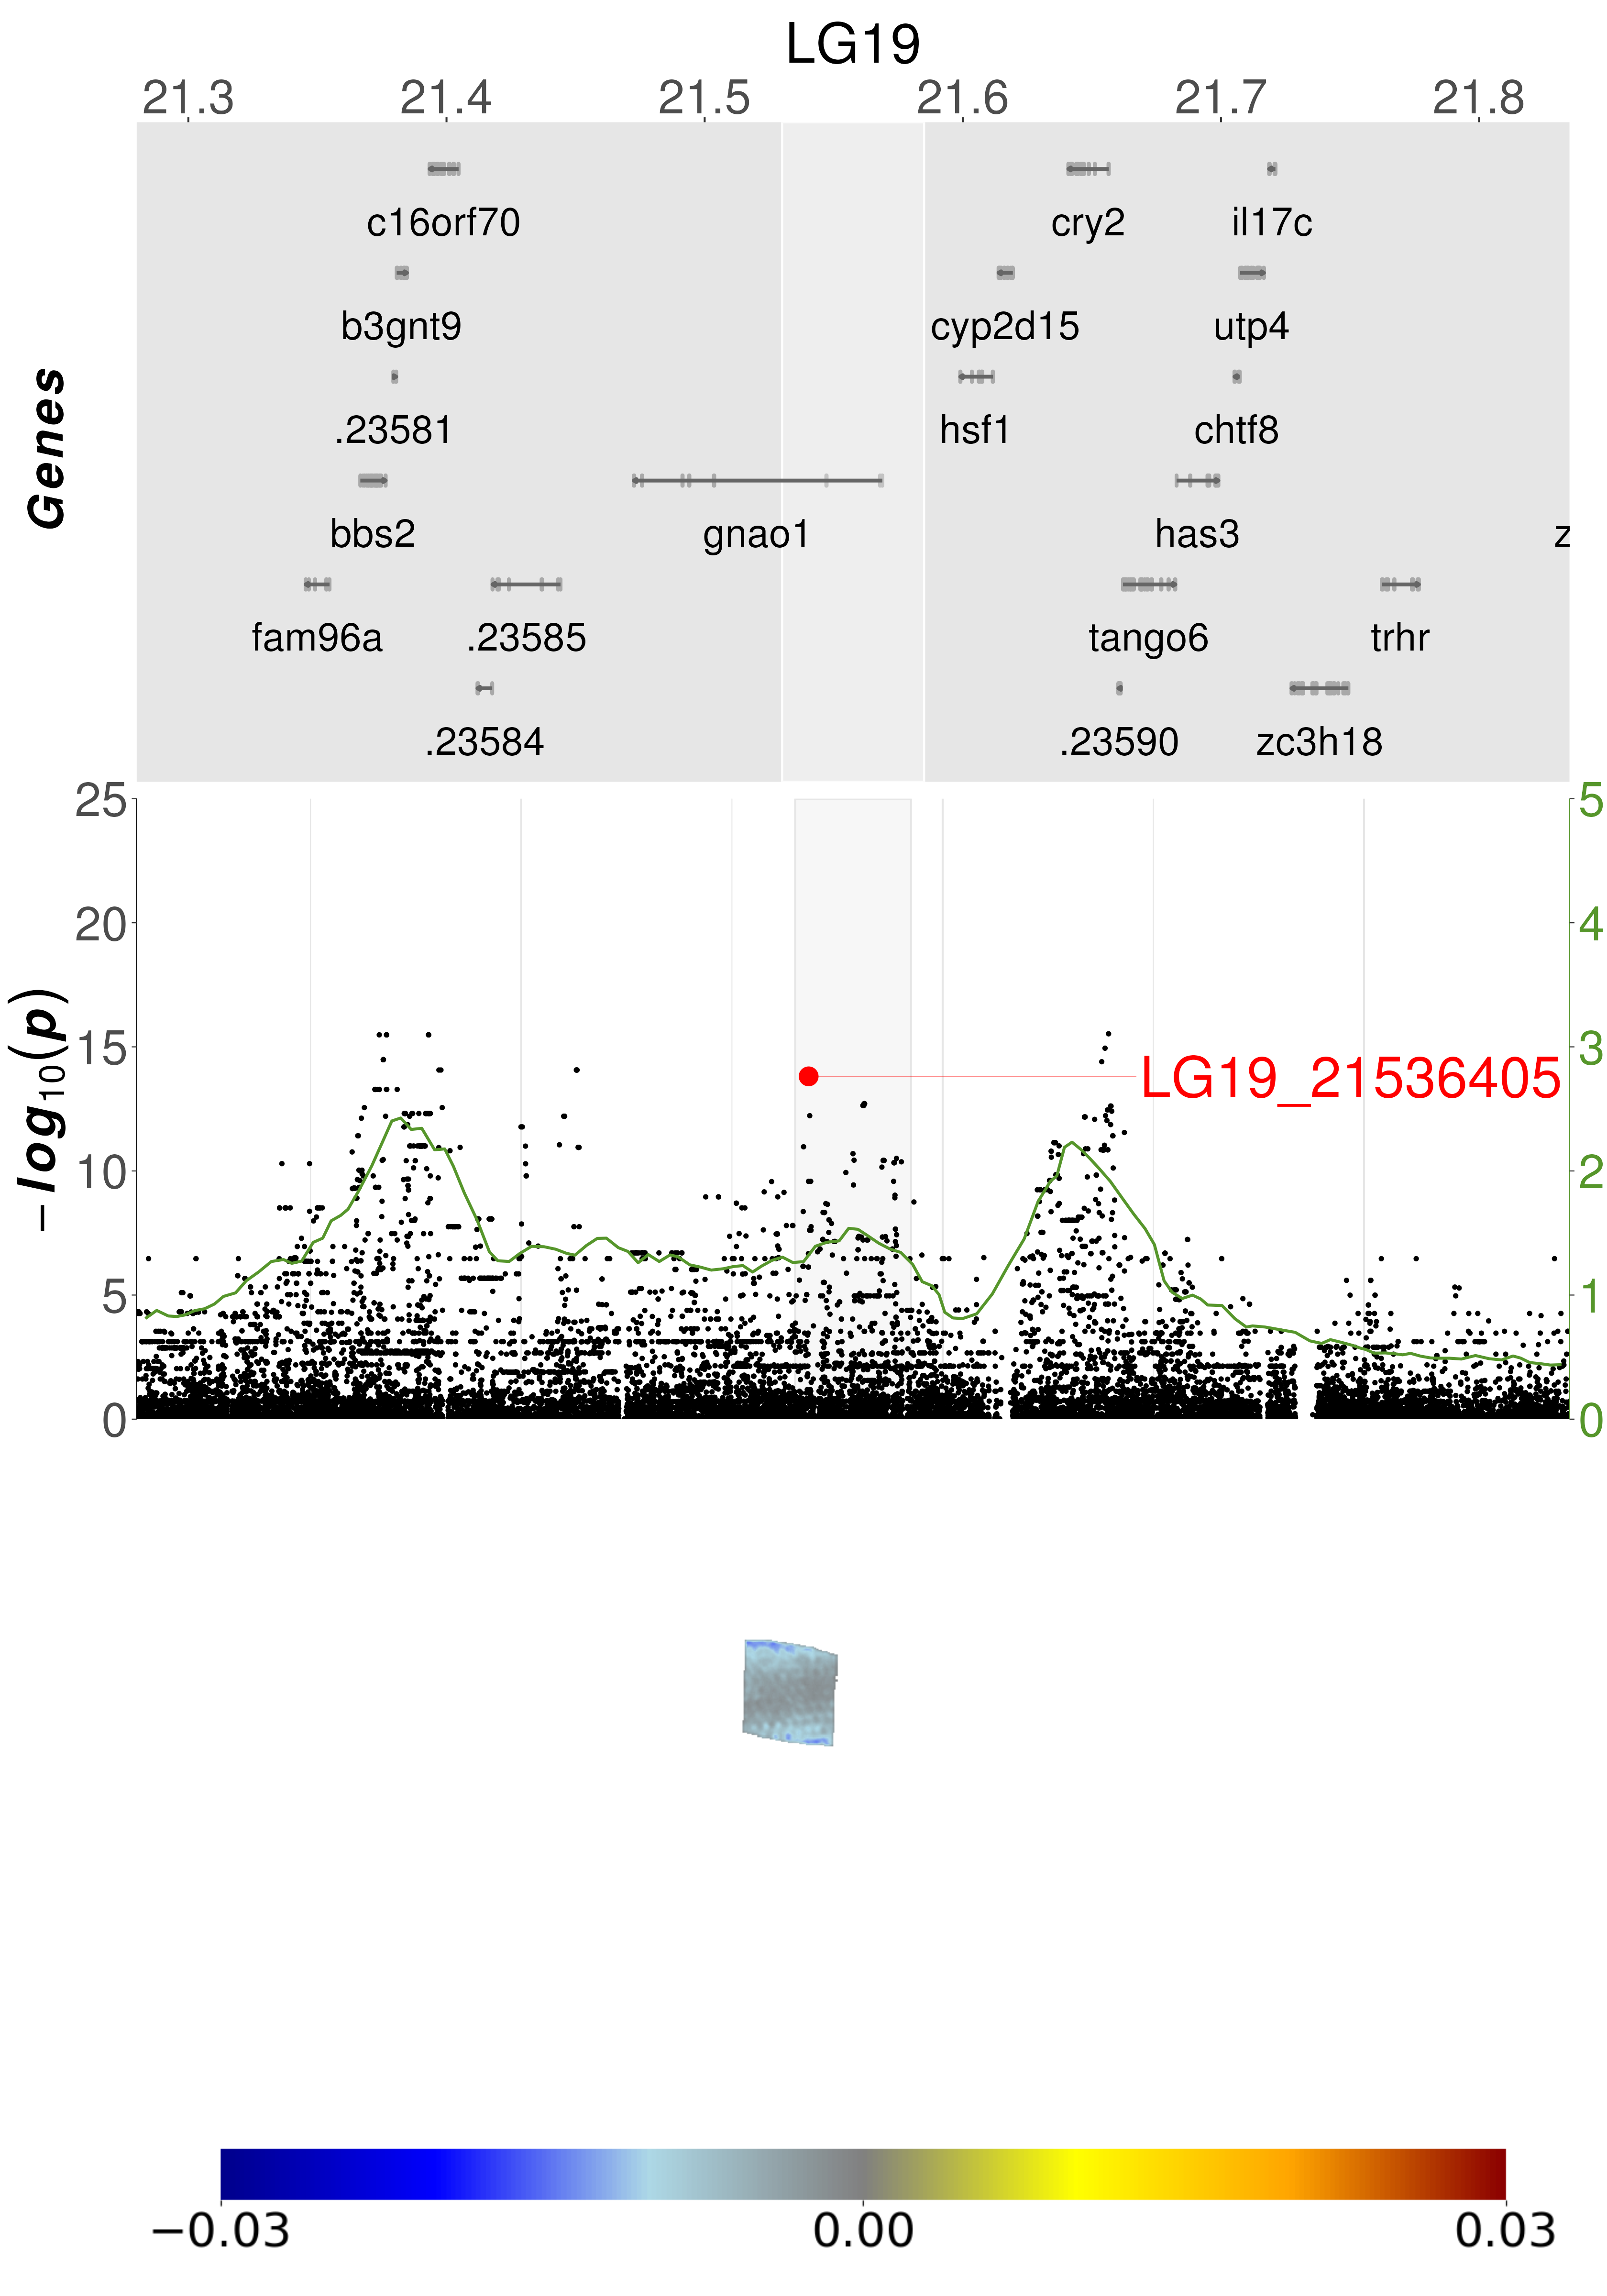 LG19
21.3 21.4 21.5 21.6 21.7 21.8
Genes
c16orf70 cry2 il17c
b3gnt9 cyp2d15 utp4
.23581 hsf1 chtf8
bbs2 gnao1 has3 z
fam96a .23585 tango6 trhr
.23584 .23590 zc3h18
−log10(p)
25 5
20 4
15 3
LG19_21536405
10 2
5 1
0 0
−0.03 0.00 0.03